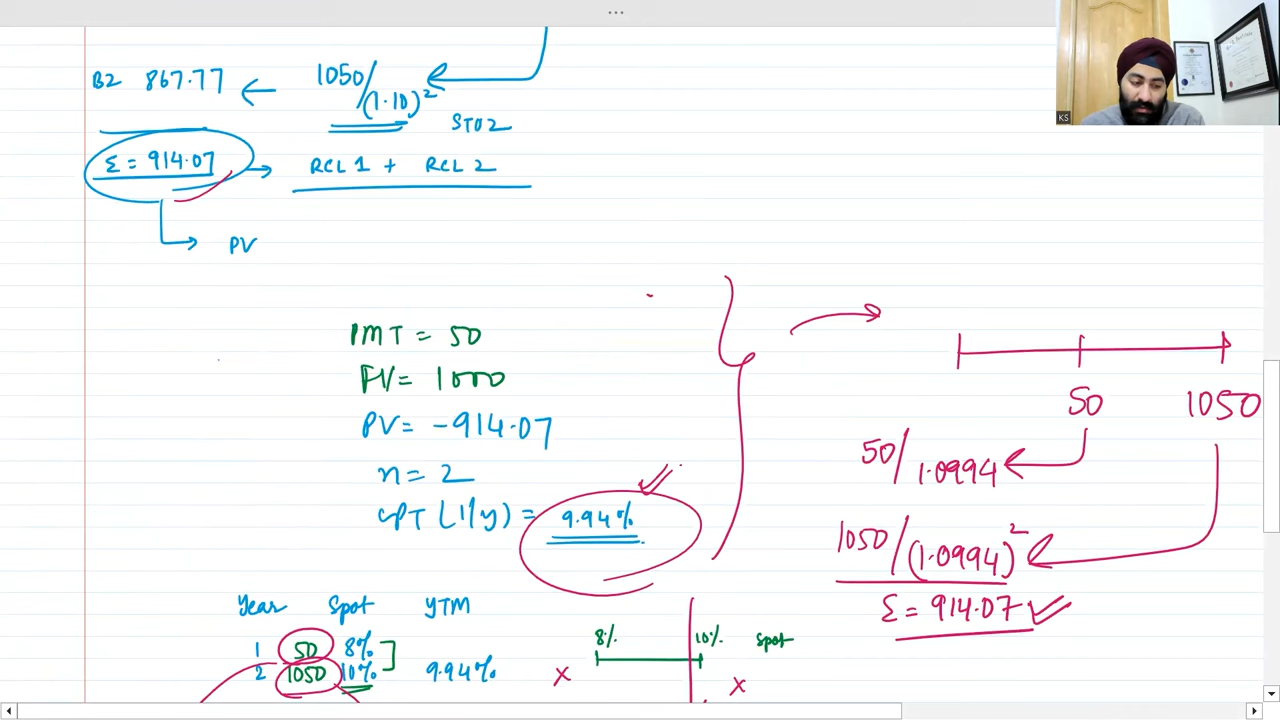 B2 867.77 ← 1050/(1.10)²
ST02
Σ = 914.07 → RCL 1 + RCL 2
PV
PMT = 50
FV = 1000
PV = -914.07
n = 2
CPT (I/y) = 9.94%
50 1050
50/1.0994
1050/(1.0994)²
Σ = 914.07
Year Spot YTM
1 50 8%
2 1050 10% 9.94%
8% 10% Spot
x x
KS